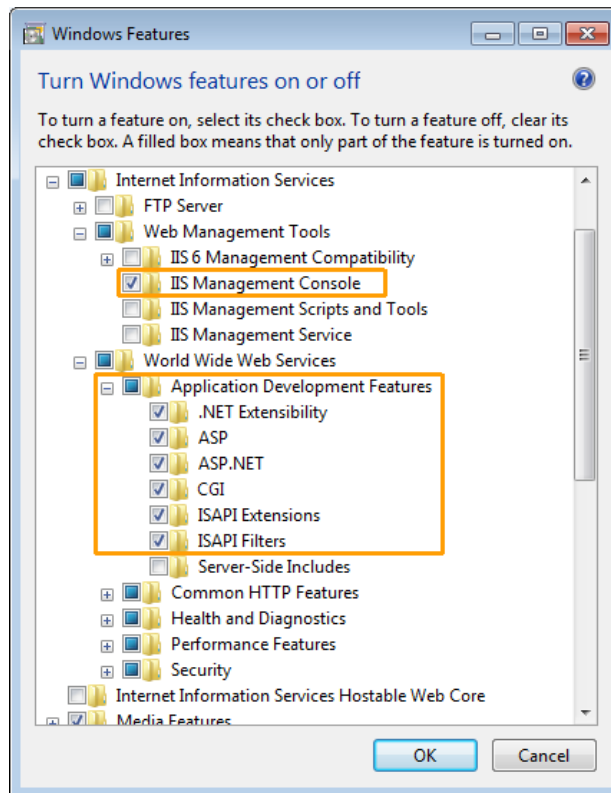 Windows Features
Turn Windows features on or off
To turn a feature on, select its check box. To turn a feature off, clear its
check box. A filled box means that only part of the feature is turned on.
Internet Information Services
FTP Server
Web Management Tools
IIS 6 Management Compatibility
IIS Management Console
IIS Management Scripts and Tools
IIS Management Service
World Wide Web Services
Application Development Features
.NET Extensibility
ASP
ASP.NET
CGI
ISAPI Extensions
ISAPI Filters
Server-Side Includes
Common HTTP Features
Health and Diagnostics
Performance Features
Security
Internet Information Services Hostable Web Core
Media Features
OK Cancel